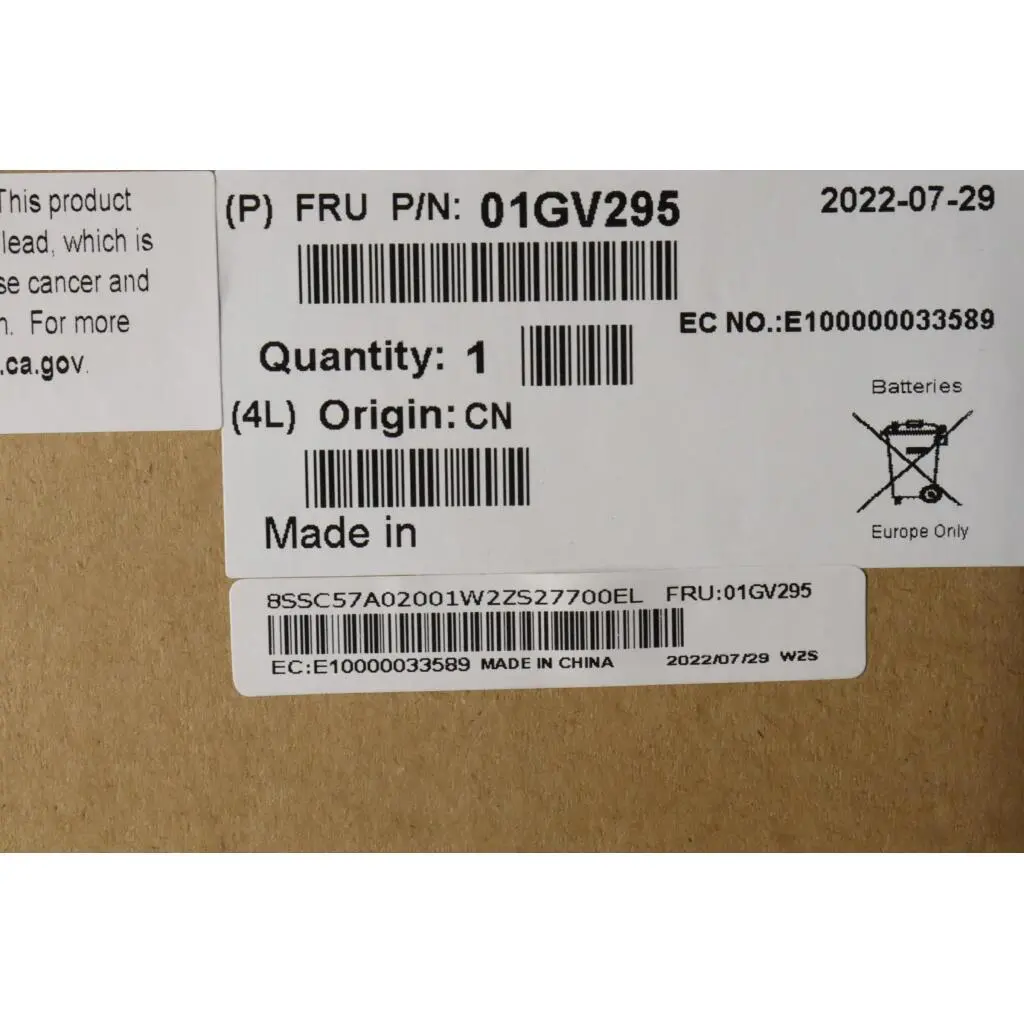 This product
lead, which is
se cancer and
n. For more
.ca.gov.
(P) FRU P/N: 01GV295
2022-07-29
EC NO.:E100000033589
Quantity: 1
(4L) Origin: CN
Batteries
Europe Only
Made in
8SSC57A02001W2ZS27700EL FRU:01GV295
EC:E10000033589 MADE IN CHINA 2022/07/29 WZS